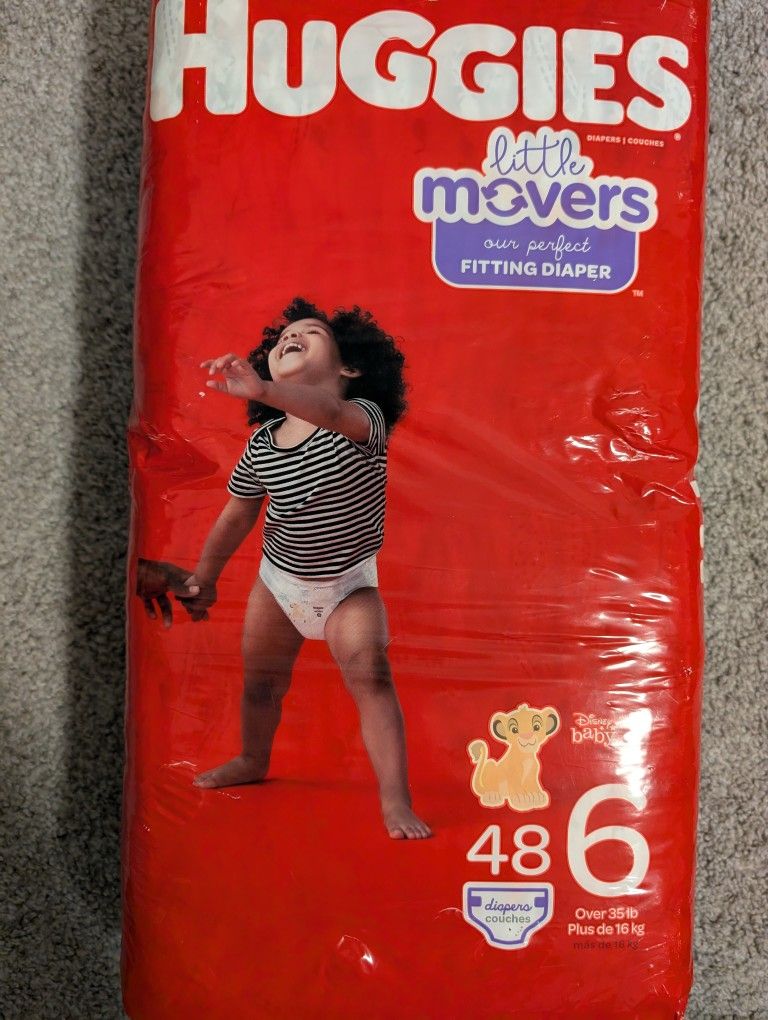 HUGGIES
DIAPERS | COUCHES
®
little
movers
our perfect
FITTING DIAPER
TM
Disney
baby
48
6
diapers
couches
Over 35 lb
Plus de 16 kg
más de 16 kg